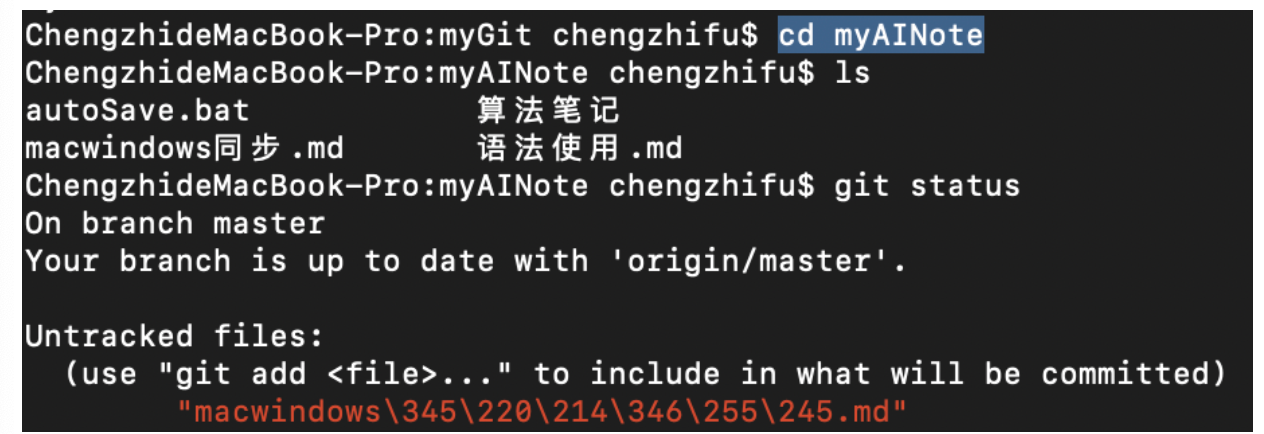 ChengzhideMacBook-Pro:myGit chengzhifu$ cd myAINote
ChengzhideMacBook-Pro:myAINote chengzhifu$ ls
autoSave.bat 算法笔记
macwindows同步.md 语法使用.md
ChengzhideMacBook-Pro:myAINote chengzhifu$ git status
On branch master
Your branch is up to date with 'origin/master'.
Untracked files:
(use "git add <file>..." to include in what will be committed)
"macwindows\345\220\214\346\255\245.md"